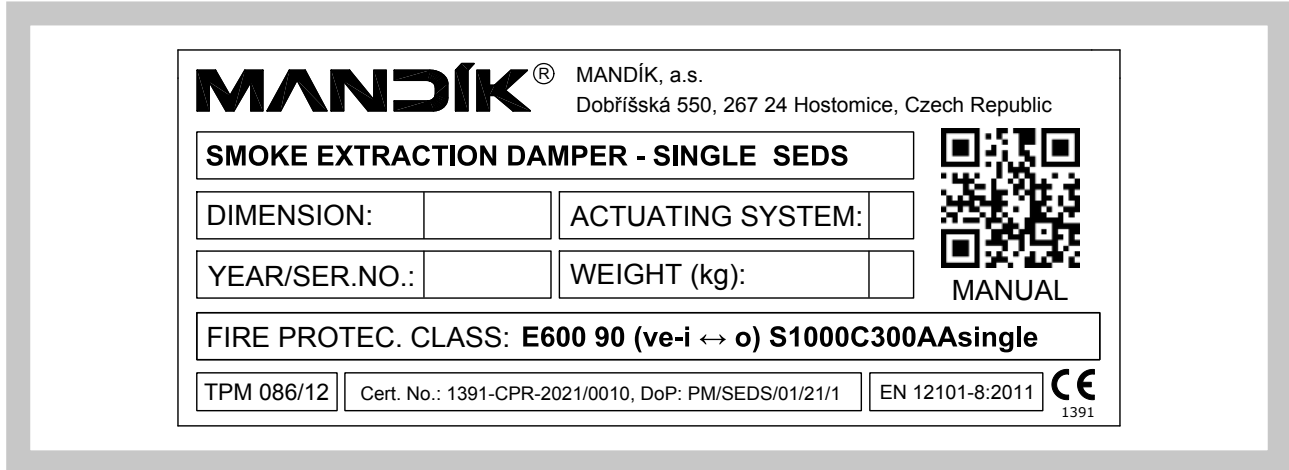 MANDÍK® MANDÍK, a.s.
Dobříšská 550, 267 24 Hostomice, Czech Republic
SMOKE EXTRACTION DAMPER - SINGLE SEDS
DIMENSION: ACTUATING SYSTEM:
YEAR/SER.NO.: WEIGHT (kg):
MANUAL
FIRE PROTEC. CLASS: E600 90 (ve-i ↔ o) S1000C300AAsingle
TPM 086/12 Cert. No.: 1391-CPR-2021/0010, DoP: PM/SEDS/01/21/1 EN 12101-8:2011 CE
1391